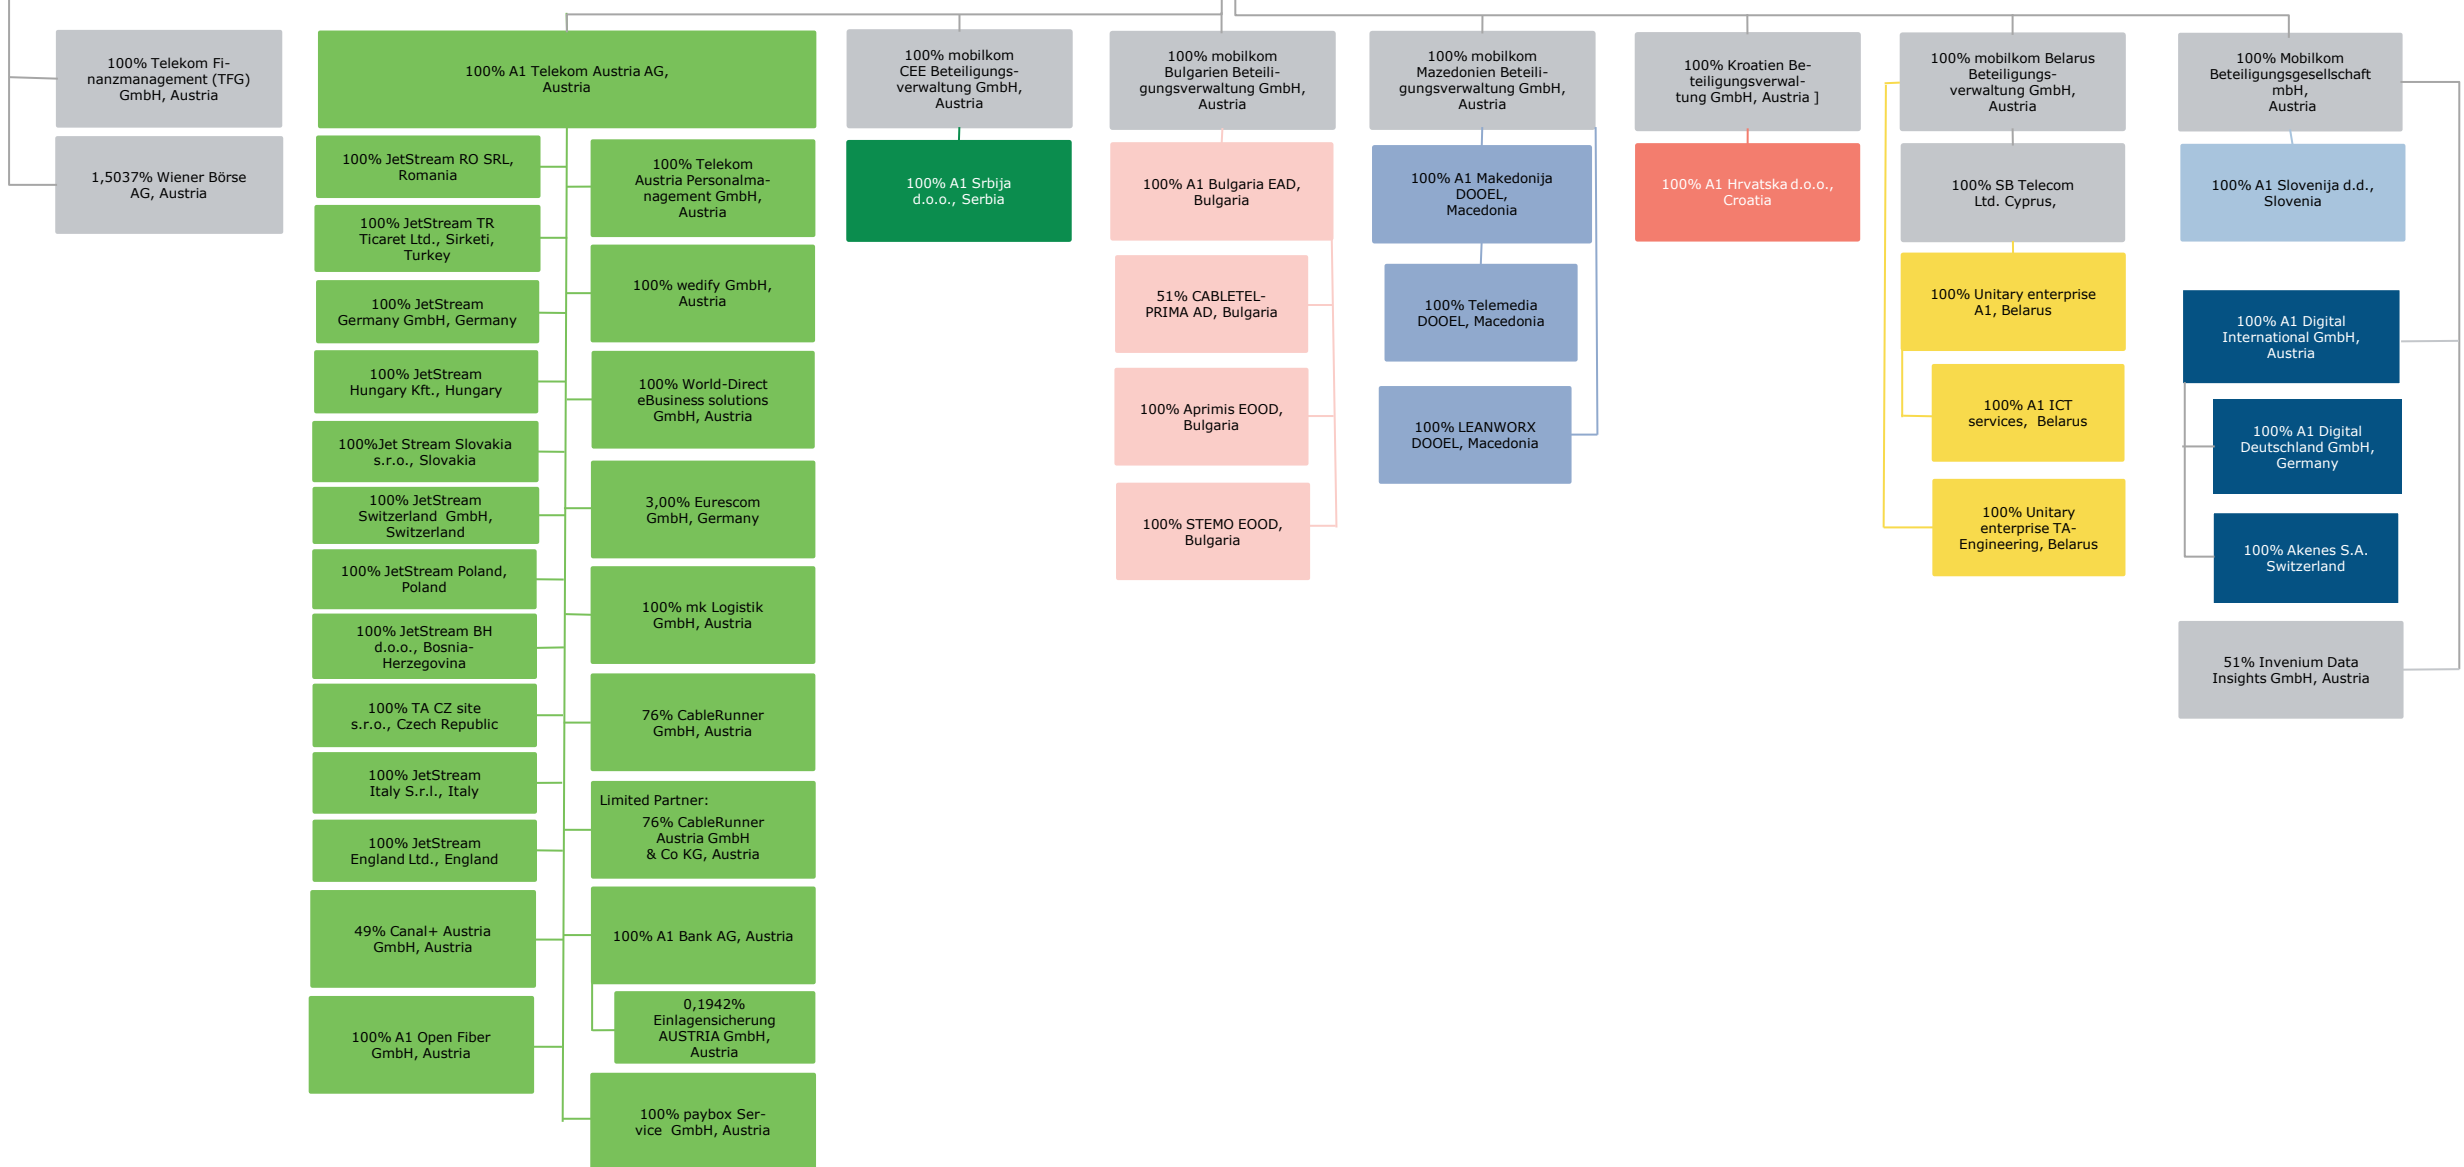 100% Telekom Fi-
nanzmanagement (TFG)
GmbH, Austria
1,5037% Wiener Börse
AG, Austria
100% A1 Telekom Austria AG,
Austria
100% JetStream RO SRL,
Romania
100% JetStream TR
Ticaret Ltd., Sirketi,
Turkey
100% JetStream
Germany GmbH, Germany
100% JetStream
Hungary Kft., Hungary
100%Jet Stream Slovakia
s.r.o., Slovakia
100% JetStream
Switzerland  GmbH,
Switzerland
100% JetStream Poland,
Poland
100% JetStream BH
d.o.o., Bosnia-
Herzegovina
100% TA CZ site
s.r.o., Czech Republic
100% JetStream
Italy S.r.l., Italy
100% JetStream
England Ltd., England
49% Canal+ Austria
GmbH, Austria
100% A1 Open Fiber
GmbH, Austria
100% Telekom
Austria Personalma-
nagement GmbH,
Austria
100% wedify GmbH,
Austria
100% World-Direct
eBusiness solutions
GmbH, Austria
3,00% Eurescom
GmbH, Germany
100% mk Logistik
GmbH, Austria
76% CableRunner
GmbH, Austria
Limited Partner:
76% CableRunner
Austria GmbH
& Co KG, Austria
100% A1 Bank AG, Austria
0,1942%
Einlagensicherung
AUSTRIA GmbH,
Austria
100% paybox Ser-
vice  GmbH, Austria
100% mobilkom
CEE Beteiligungs-
verwaltung GmbH,
Austria
100% A1 Srbija
d.o.o., Serbia
100% mobilkom
Bulgarien Beteili-
gungsverwaltung GmbH,
Austria
100% A1 Bulgaria EAD,
Bulgaria
51% CABLETEL-
PRIMA AD, Bulgaria
100% Aprimis EOOD,
Bulgaria
100% STEMO EOOD,
Bulgaria
100% mobilkom
Mazedonien Beteili-
gungsverwaltung GmbH,
Austria
100% A1 Makedonija
DOOEL,
Macedonia
100% Telemedia
DOOEL, Macedonia
100% LEANWORX
DOOEL, Macedonia
100% Kroatien Be-
teiligungsverwal-
tung GmbH, Austria ]
100% A1 Hrvatska d.o.o.,
Croatia
100% mobilkom Belarus
Beteiligungs-
verwaltung GmbH,
Austria
100% SB Telecom
Ltd. Cyprus,
100% Unitary enterprise
A1, Belarus
100% A1 ICT
services,  Belarus
100% Unitary
enterprise TA-
Engineering, Belarus
100% Mobilkom
Beteiligungsgesellschaft
mbH,
Austria
100% A1 Slovenija d.d.,
Slovenia
100% A1 Digital
International GmbH,
Austria
100% A1 Digital
Deutschland GmbH,
Germany
100% Akenes S.A.
Switzerland
51% Invenium Data
Insights GmbH, Austria